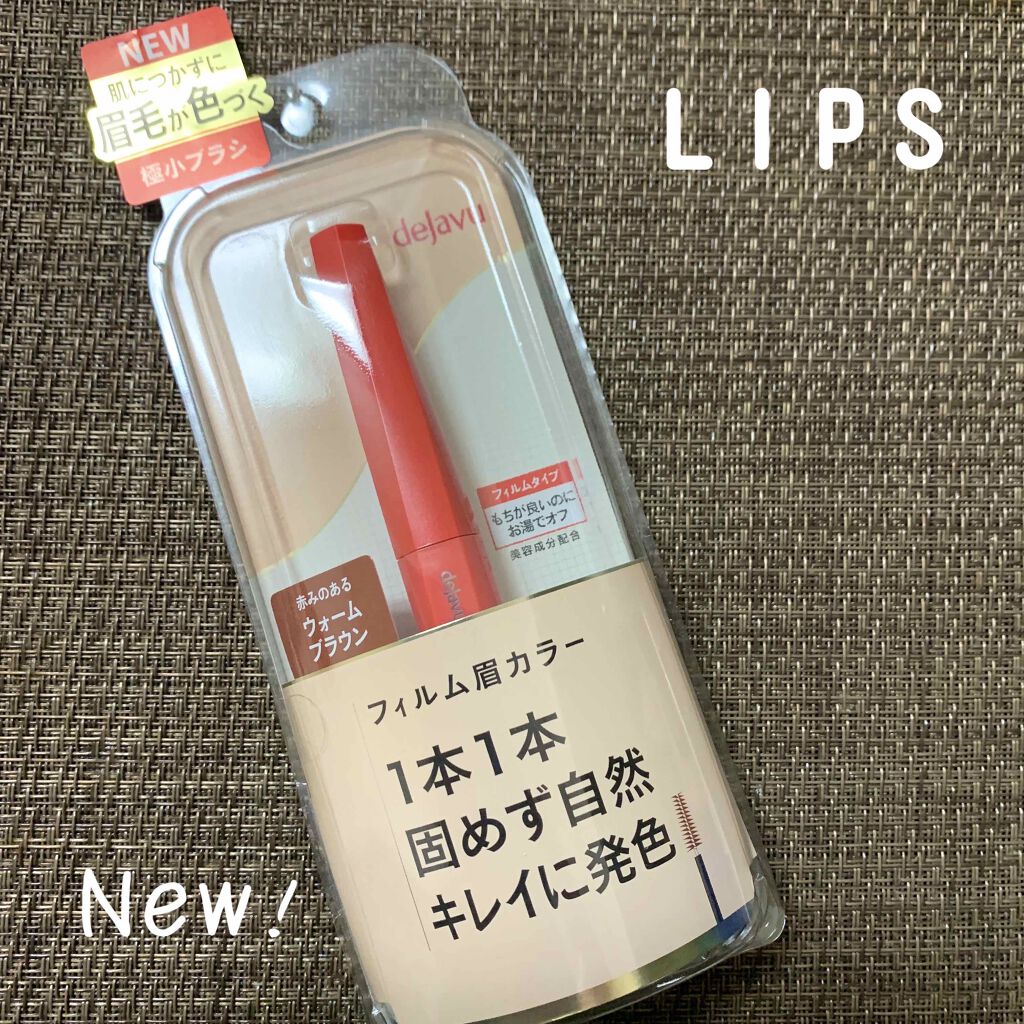 NEW
肌につかずに
眉毛が色づく
極小ブラシ
LIPS
dejavu
フィルムタイプ
もちが良いのに
お湯でオフ
美容成分配合
dejavu
赤みのある
ウォーム
ブラウン
フィルム眉カラー
1本1本
固めず自然
キレイに発色
New!